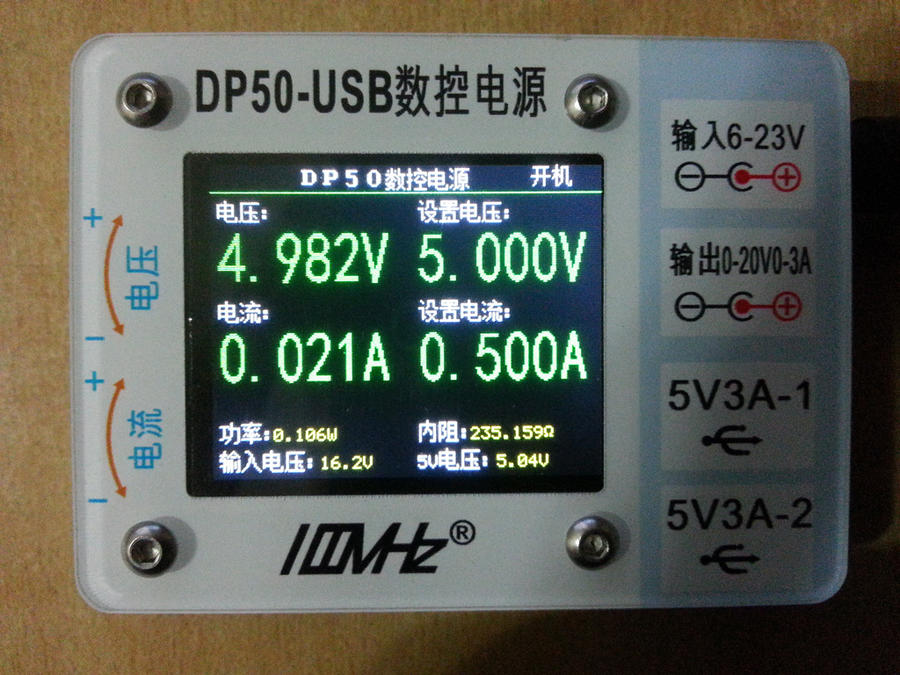 DP50-USB数控电源
DP50数控电源 开机
电压: 设置电压:
4.982V 5.000V
电流: 设置电流:
0.021A 0.500A
功率:0.106W 内阻:235.159Ω
输入电压:16.2V 5V电压:5.04V
+
电压
−
+
电流
−
输入6-23V
输出0-20V0-3A
5V3A-1
5V3A-2
100MHz®